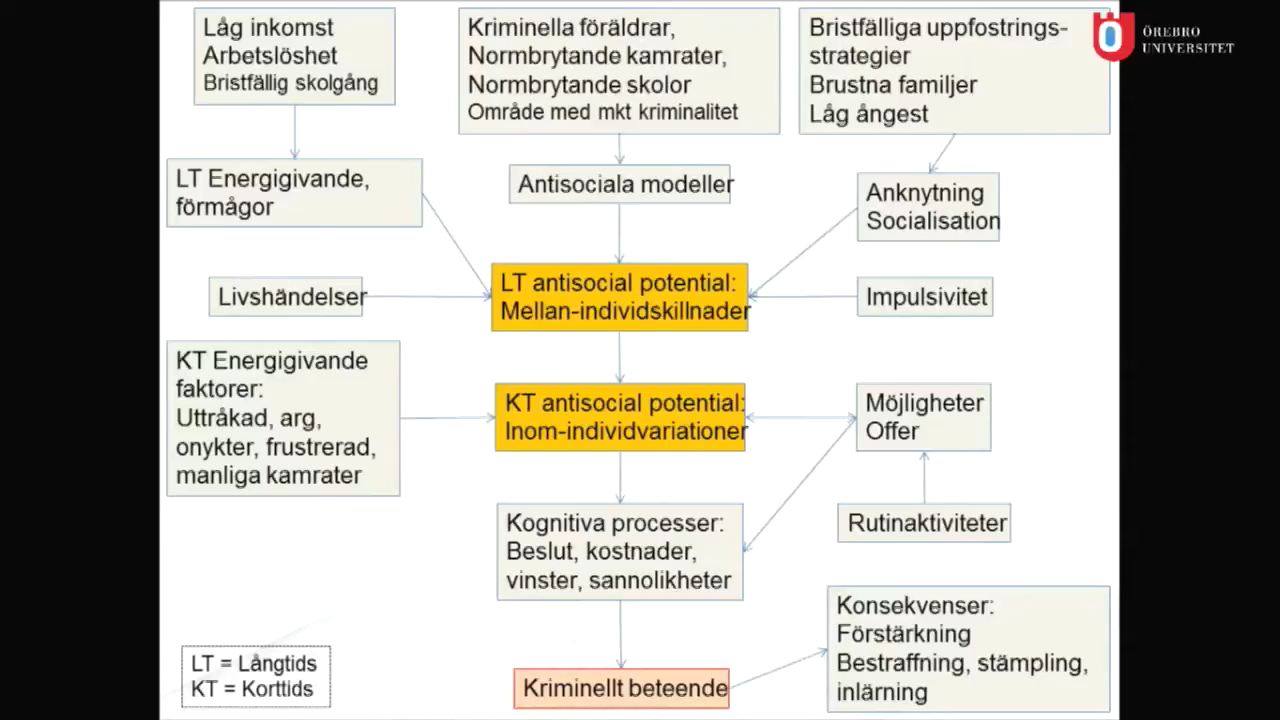 Låg inkomst
Arbetslöshet
Bristfällig skolgång
Kriminella föräldrar,
Normbrytande kamrater,
Normbrytande skolor
Område med mkt kriminalitet
Bristfälliga uppfostrings-
strategier
Brustna familjer
Låg ångest
ÖREBRO
UNIVERSITET
LT Energigivande,
förmågor
Antisociala modeller
Anknytning
Socialisation
Livshändelser
LT antisocial potential:
Mellan-individskillnader
Impulsivitet
KT Energigivande
faktorer:
Uttråkad, arg,
onykter, frustrerad,
manliga kamrater
KT antisocial potential:
Inom-individvariationer
Möjligheter
Offer
Kognitiva processer:
Beslut, kostnader,
vinster, sannolikheter
Rutinaktiviteter
Konsekvenser:
Förstärkning
Bestraffning, stämpling,
inlärning
LT = Långtids
KT = Korttids
Kriminellt beteende